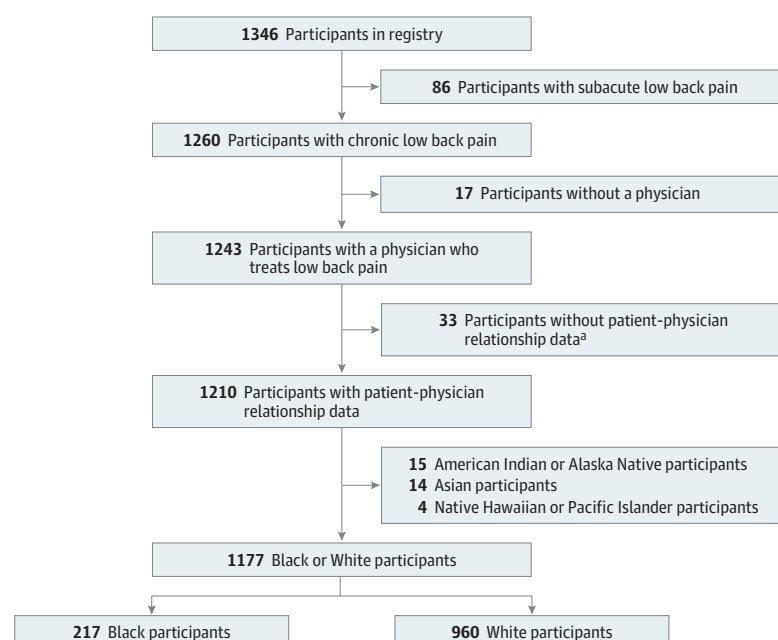 1346 Participants in registry
86 Participants with subacute low back pain
1260 Participants with chronic low back pain
17 Participants without a physician
1243 Participants with a physician who
treats low back pain
33 Participants without patient-physician
relationship dataᵃ
1210 Participants with patient-physician
relationship data
15 American Indian or Alaska Native participants
14 Asian participants
4 Native Hawaiian or Pacific Islander participants
1177 Black or White participants
217 Black participants
960 White participants